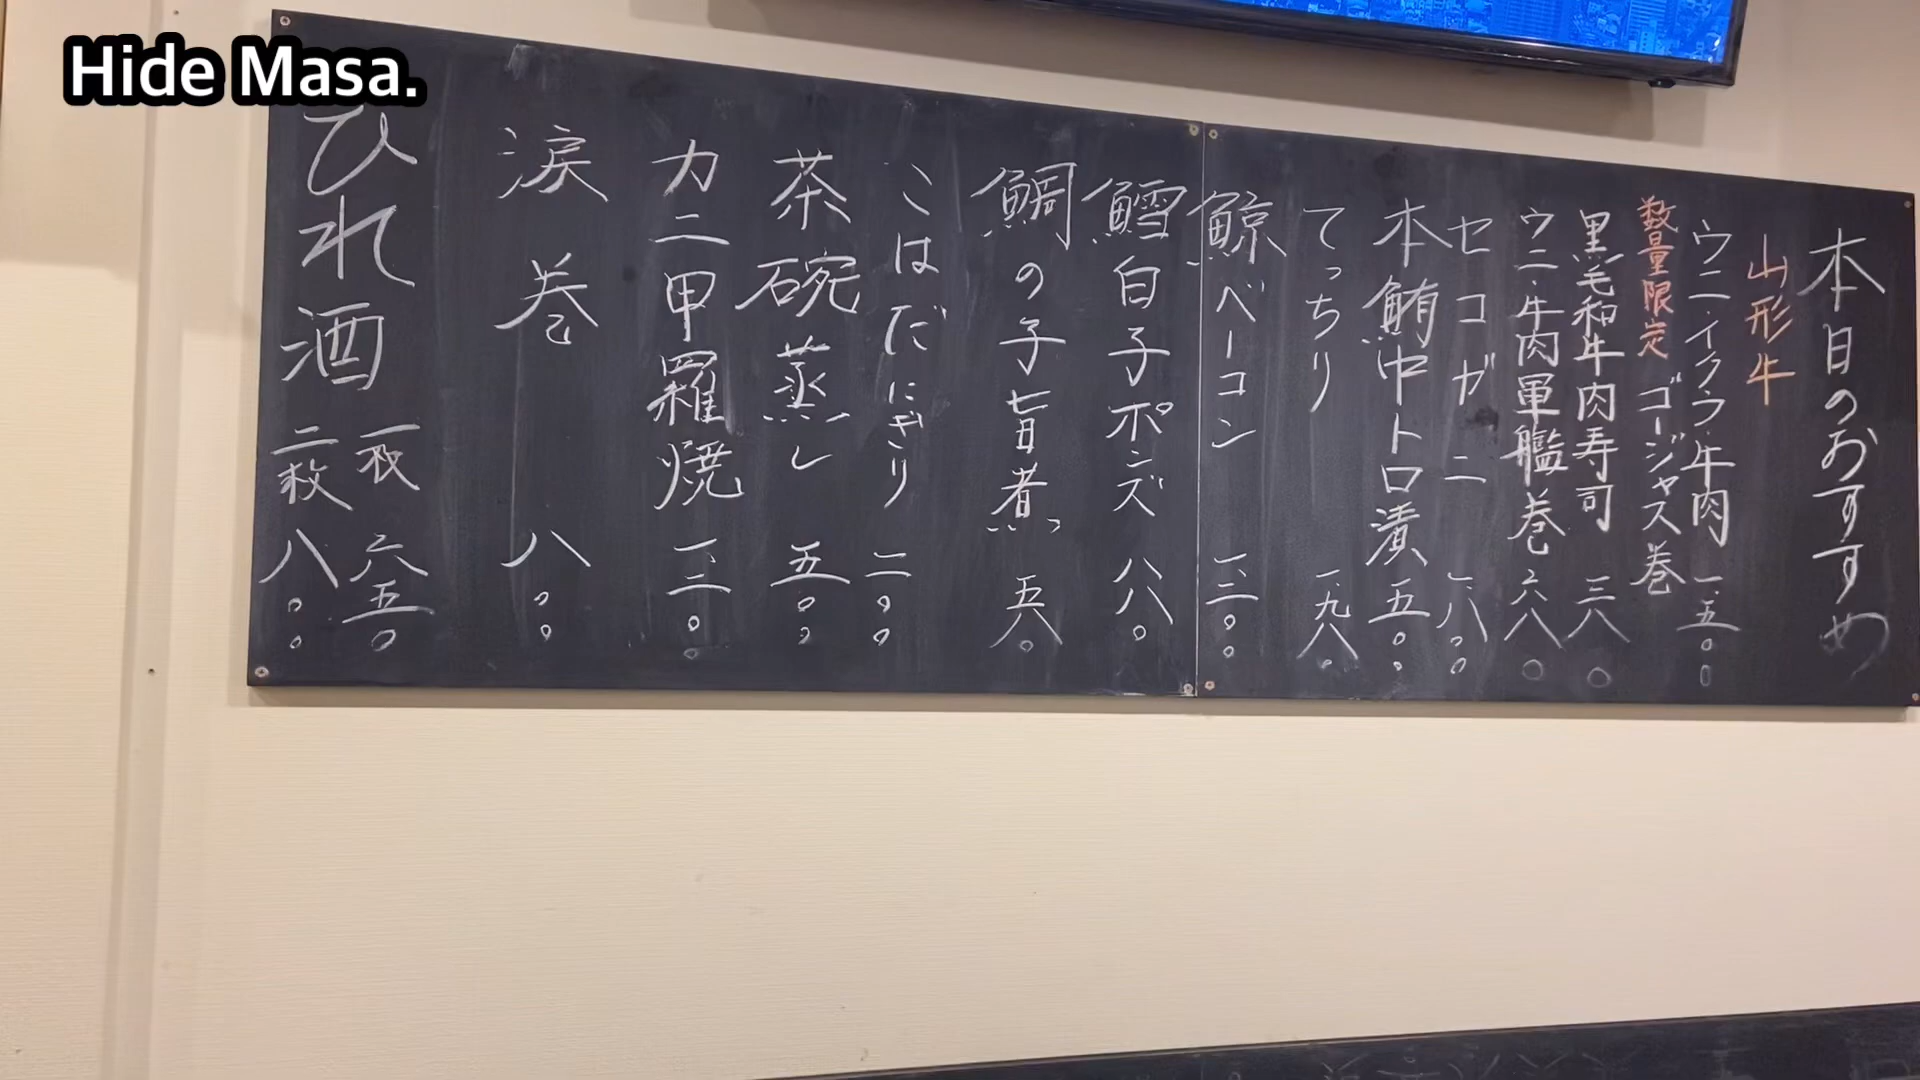 Hide Masa.
本日のおすすめ
山形牛
ウニ・イクラ・牛肉 一、五〇〇
数量限定 ゴージャス巻
黒毛和牛肉寿司 三八〇
ウニ・牛肉軍艦巻 六八〇
セコガニ 一、八〇〇
本鮪中トロ漬 五〇〇
てっちり 一、九八〇
鯨ベーコン 一、二〇〇
鱈白子ポンズ 八八〇
鯛の子旨煮 五八〇
こはだにぎり 二〇〇
茶碗蒸し 五〇〇
カニ甲羅焼 一、二〇〇
涙巻 八〇〇
ひれ酒
一枚 六五〇
二枚 八〇〇